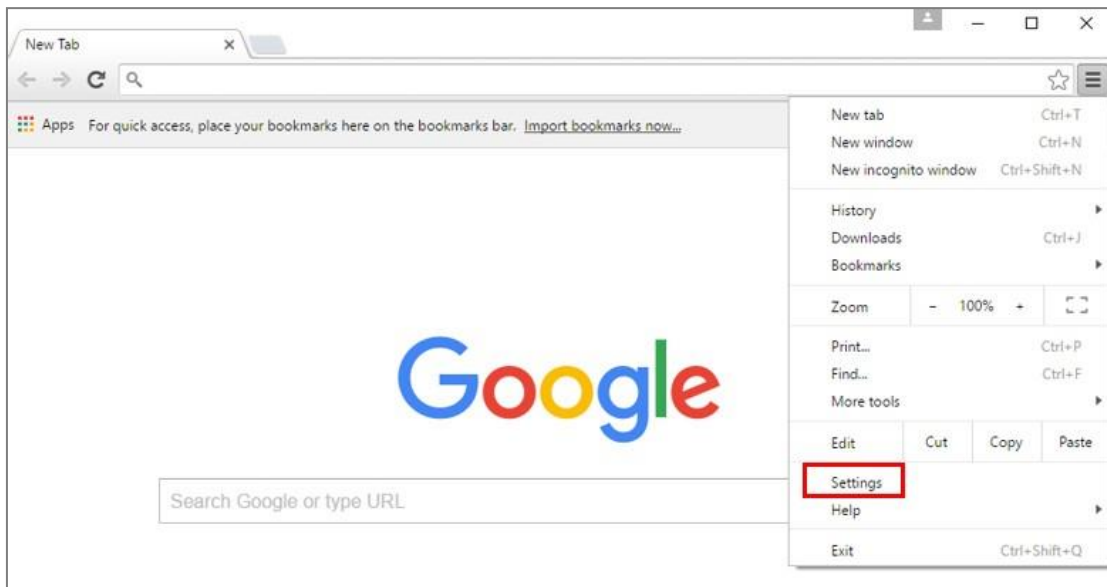 New Tab
Apps For quick access, place your bookmarks here on the bookmarks bar. Import bookmarks now...
New tab Ctrl+T
New window Ctrl+N
New incognito window Ctrl+Shift+N
History
Downloads Ctrl+J
Bookmarks
Zoom - 100% +
Print... Ctrl+P
Find... Ctrl+F
More tools
Edit Cut Copy Paste
Settings
Help
Exit Ctrl+Shift+Q
Google
Search Google or type URL